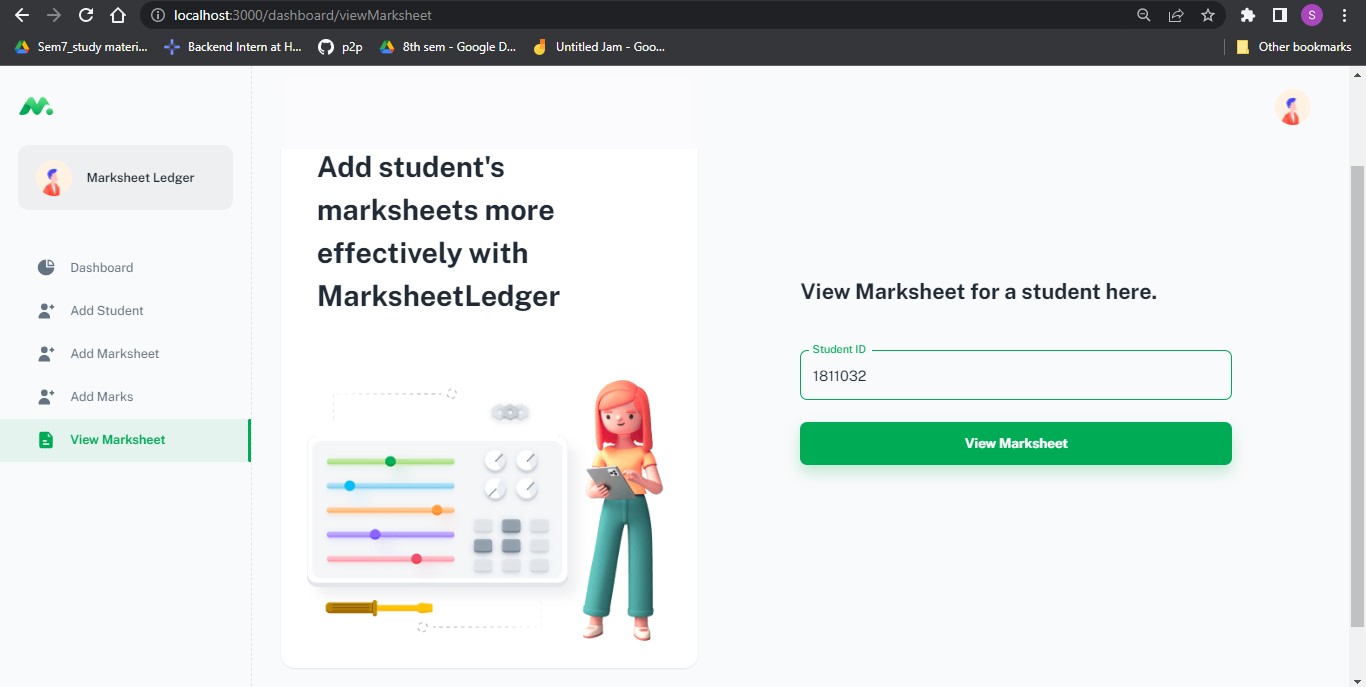 localhost:3000/dashboard/viewMarksheet
S
Sem7_study materi...
Backend Intern at H...
p2p
8th sem - Google D...
Untitled Jam - Goo...
Other bookmarks
Marksheet Ledger
Dashboard
Add Student
Add Marksheet
Add Marks
View Marksheet
Add student's
marksheets more
effectively with
MarksheetLedger
View Marksheet for a student here.
Student ID
1811032
View Marksheet